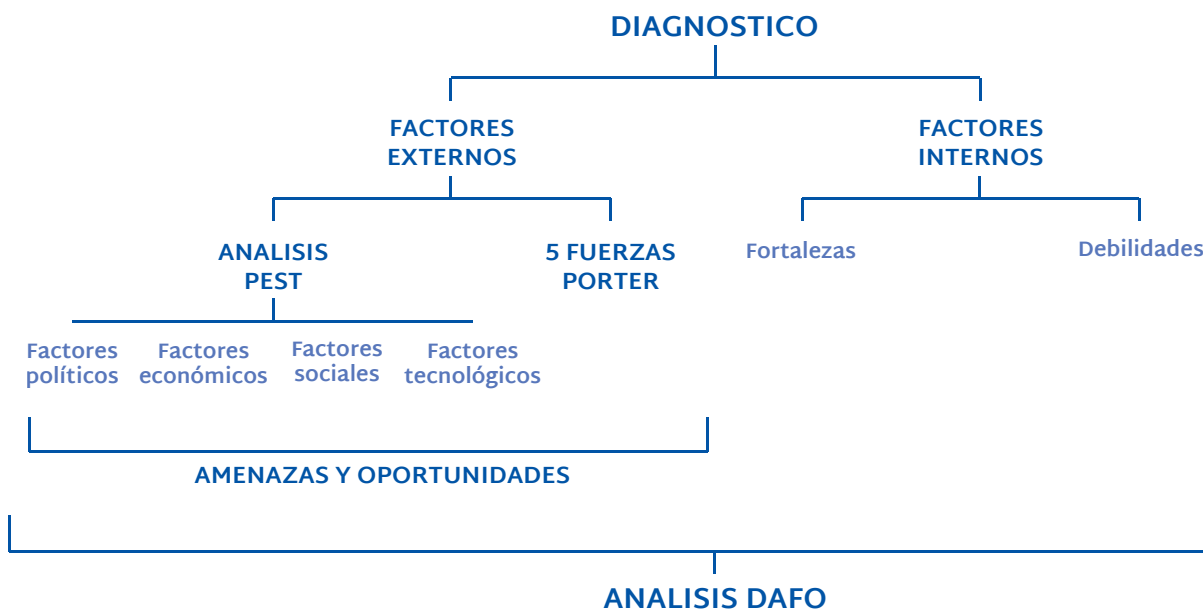 DIAGNOSTICO
FACTORES
EXTERNOS
FACTORES
INTERNOS
ANALISIS
PEST
5 FUERZAS
PORTER
Fortalezas
Debilidades
Factores
políticos
Factores
económicos
Factores
sociales
Factores
tecnológicos
AMENAZAS Y OPORTUNIDADES
ANALISIS DAFO